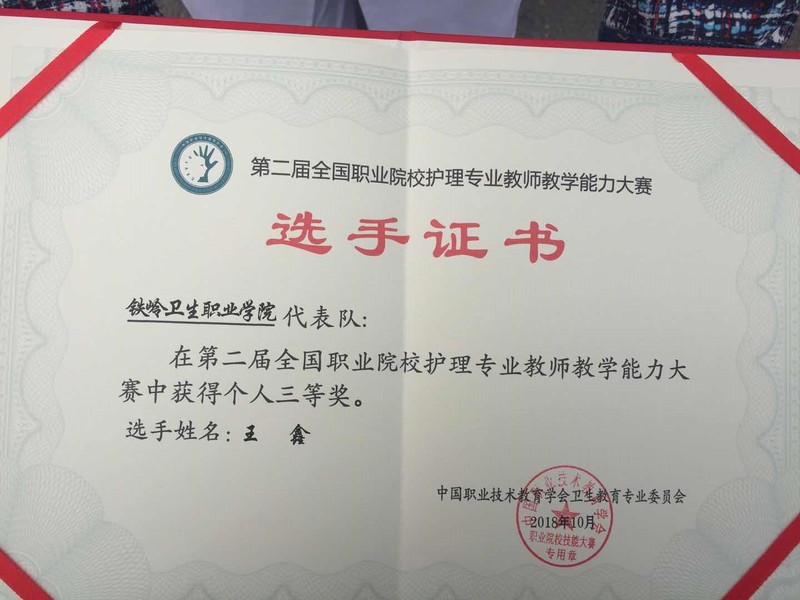 第二届全国职业院校护理专业教师教学能力大赛
选手证书
铁岭卫生职业学院代表队：
在第二届全国职业院校护理专业教师教学能力大
赛中获得个人三等奖。
选手姓名：王 鑫
中国职业技术教育学会卫生教育专业委员会
2018年10月
职业院校技能大赛
专用章